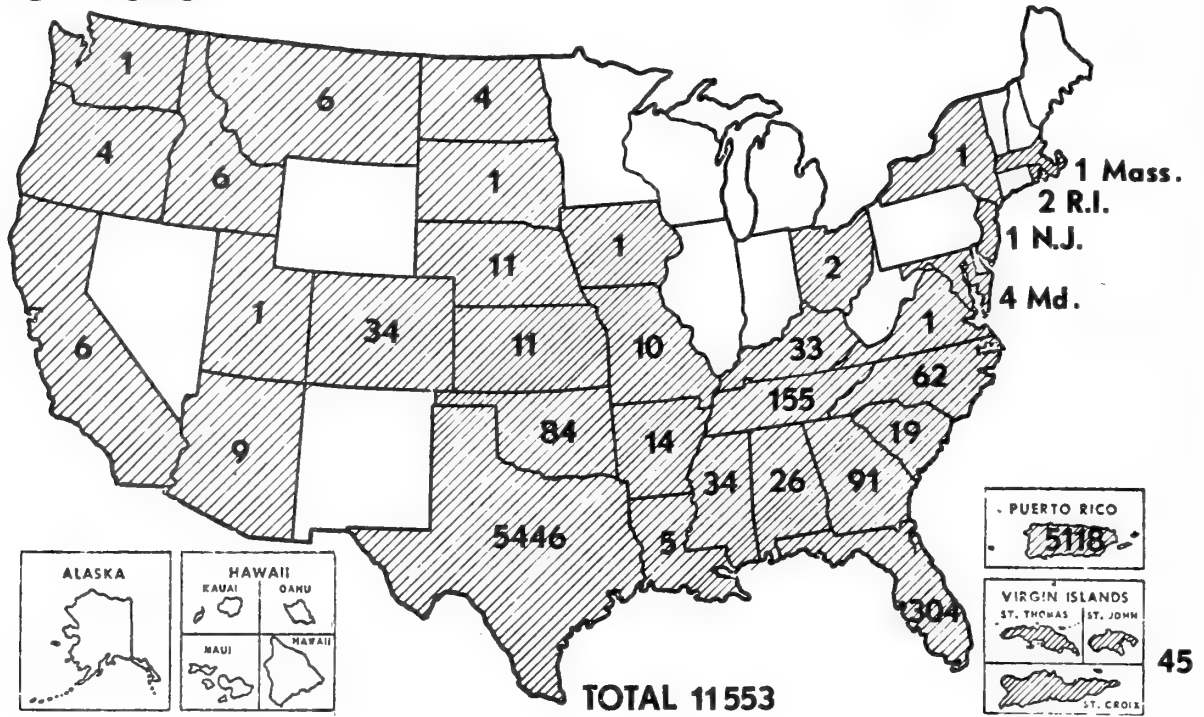 1
6
4
4
6
1
1
1 Mass.
2 R.I.
1 N.J.
11
1
2
4 Md.
6
1
34
11
10
33
1
62
155
9
84
14
19
34
26
91
5446
5
304
PUERTO RICO
5118
ALASKA
HAWAII
KAUAI
OAHU
MAUI
HAWAII
VIRGIN ISLANDS
ST. THOMAS
ST. JOHN
ST. CROIX
45
TOTAL 11553